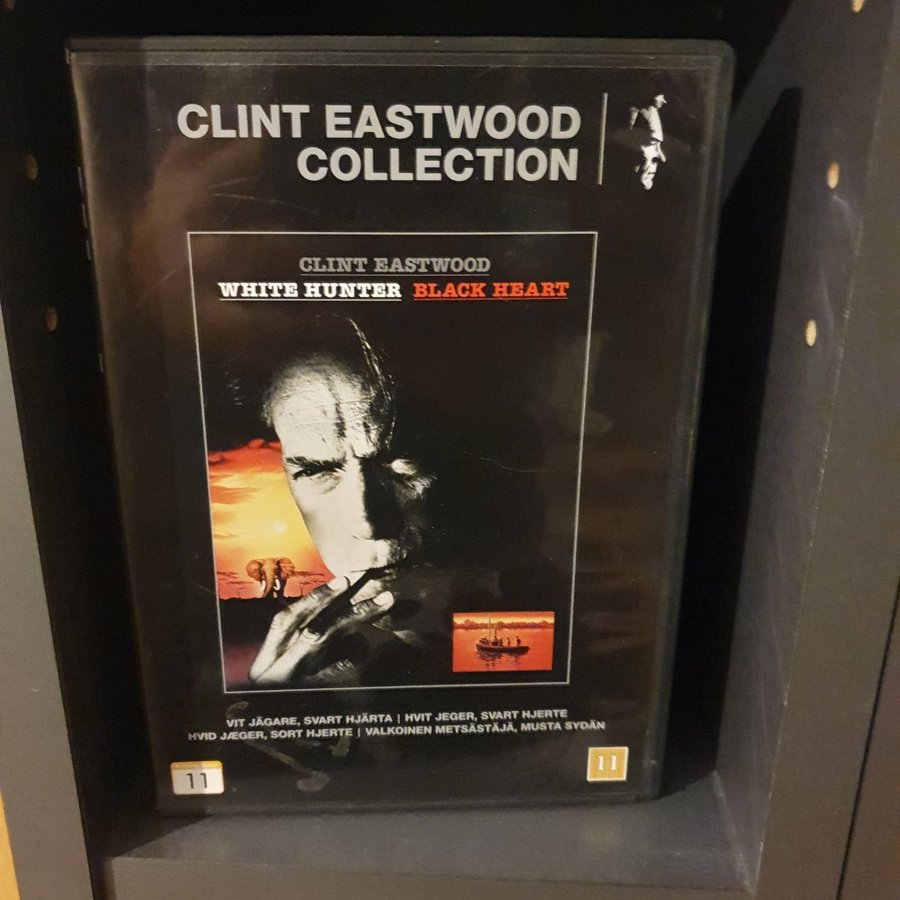 CLINT EASTWOOD
COLLECTION
CLINT EASTWOOD
WHITE HUNTER BLACK HEART
VIT JÄGARE, SVART HJÄRTA | HVIT JEGER, SVART HJERTE
HVID JÆGER, SORT HJERTE | VALKOINEN METSÄSTÄJÄ, MUSTA SYDÄN
11
11